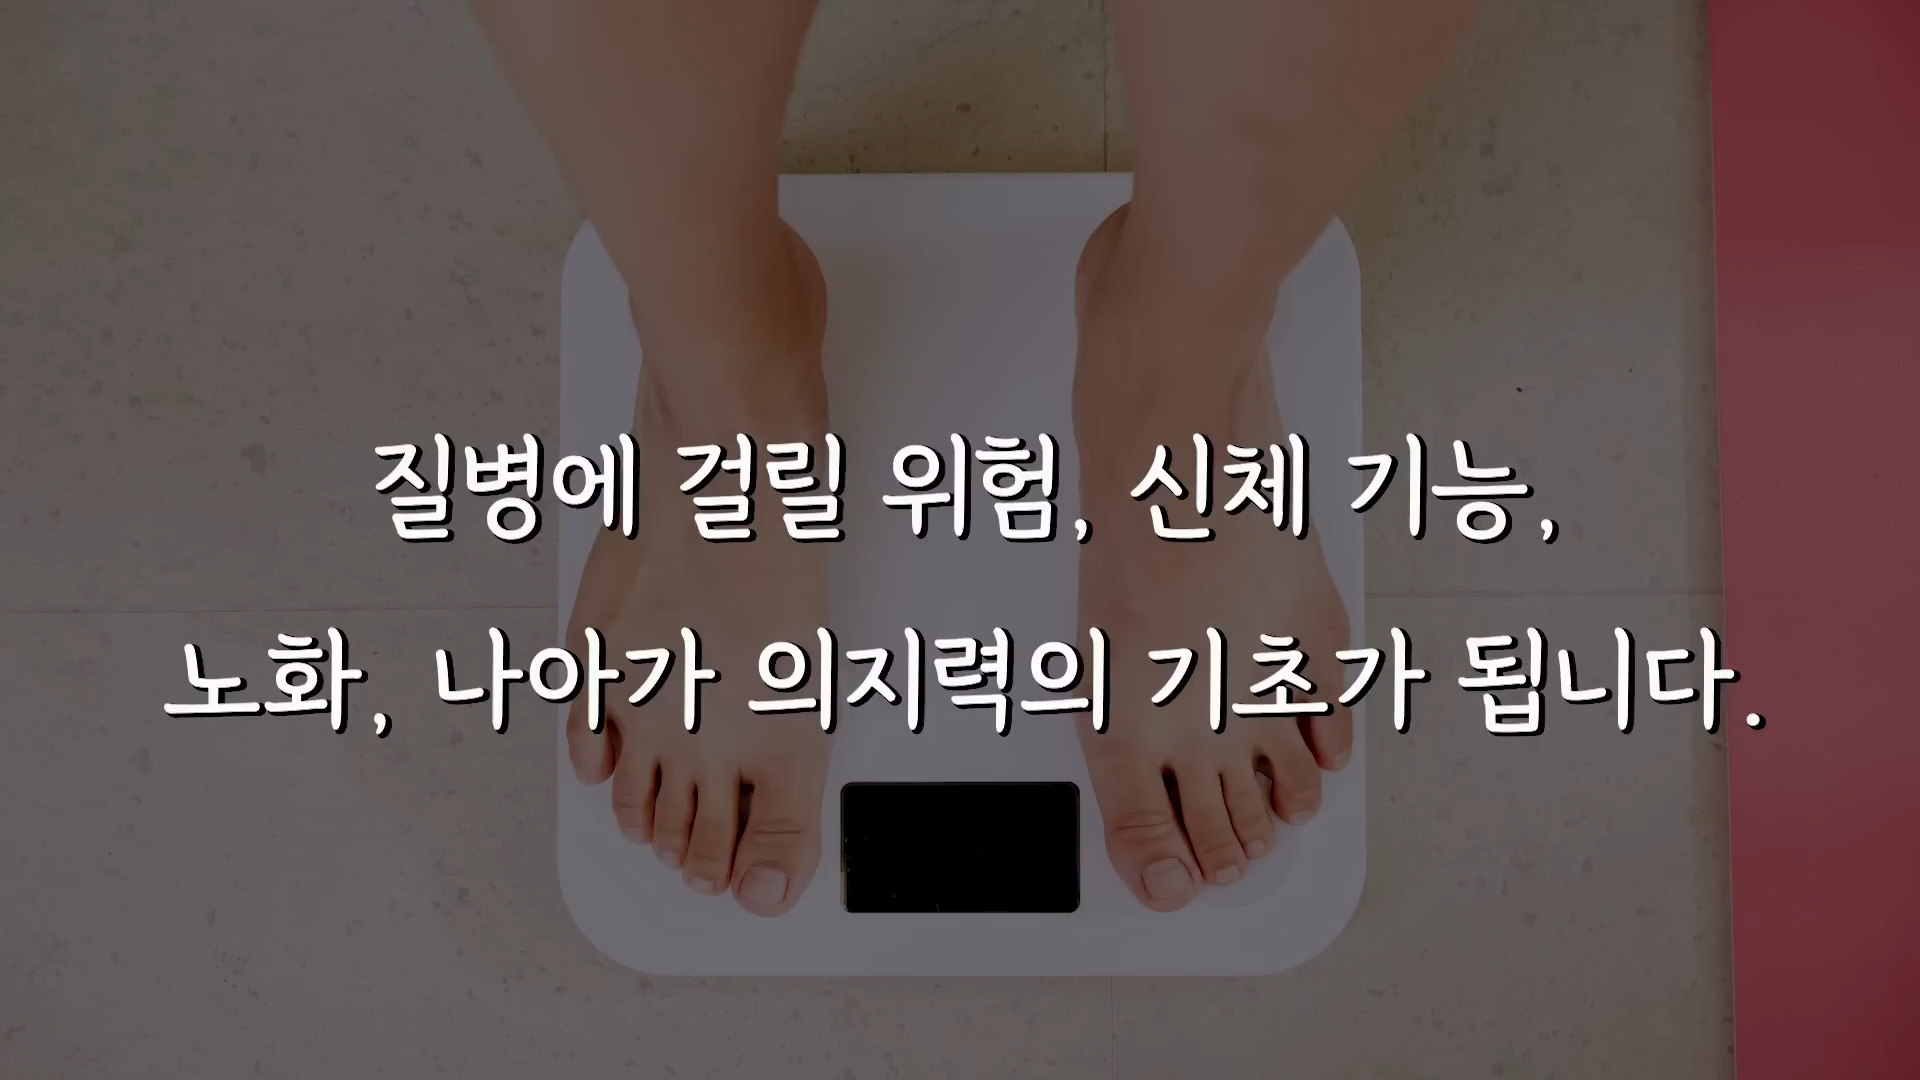 질병에 걸릴 위험, 신체 기능,
노화, 나아가 의지력의 기초가 됩니다.